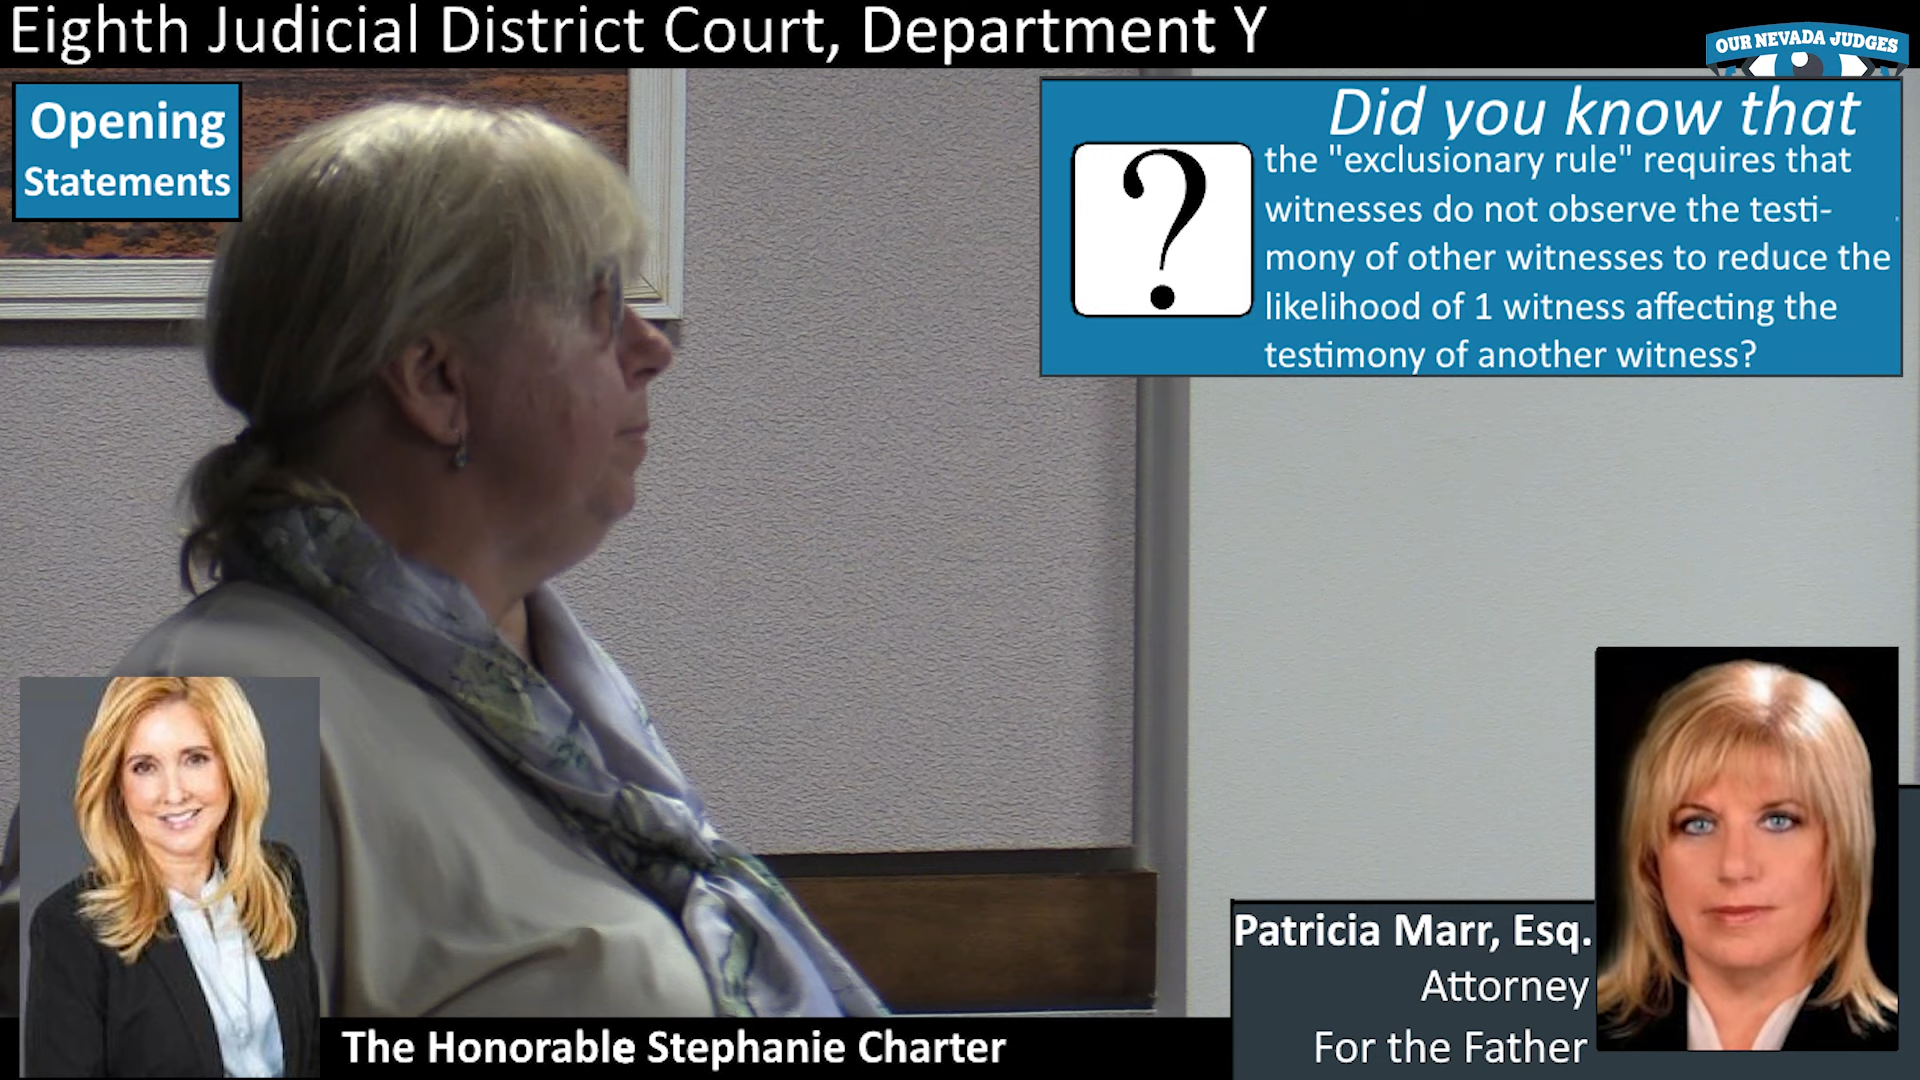 Eighth Judicial District Court, Department Y
OUR NEVADA JUDGES
Opening
Statements
Did you know that
the "exclusionary rule" requires that
witnesses do not observe the testi-
mony of other witnesses to reduce the
likelihood of 1 witness affecting the
testimony of another witness?
?
Patricia Marr, Esq.
Attorney
For the Father
The Honorable Stephanie Charter